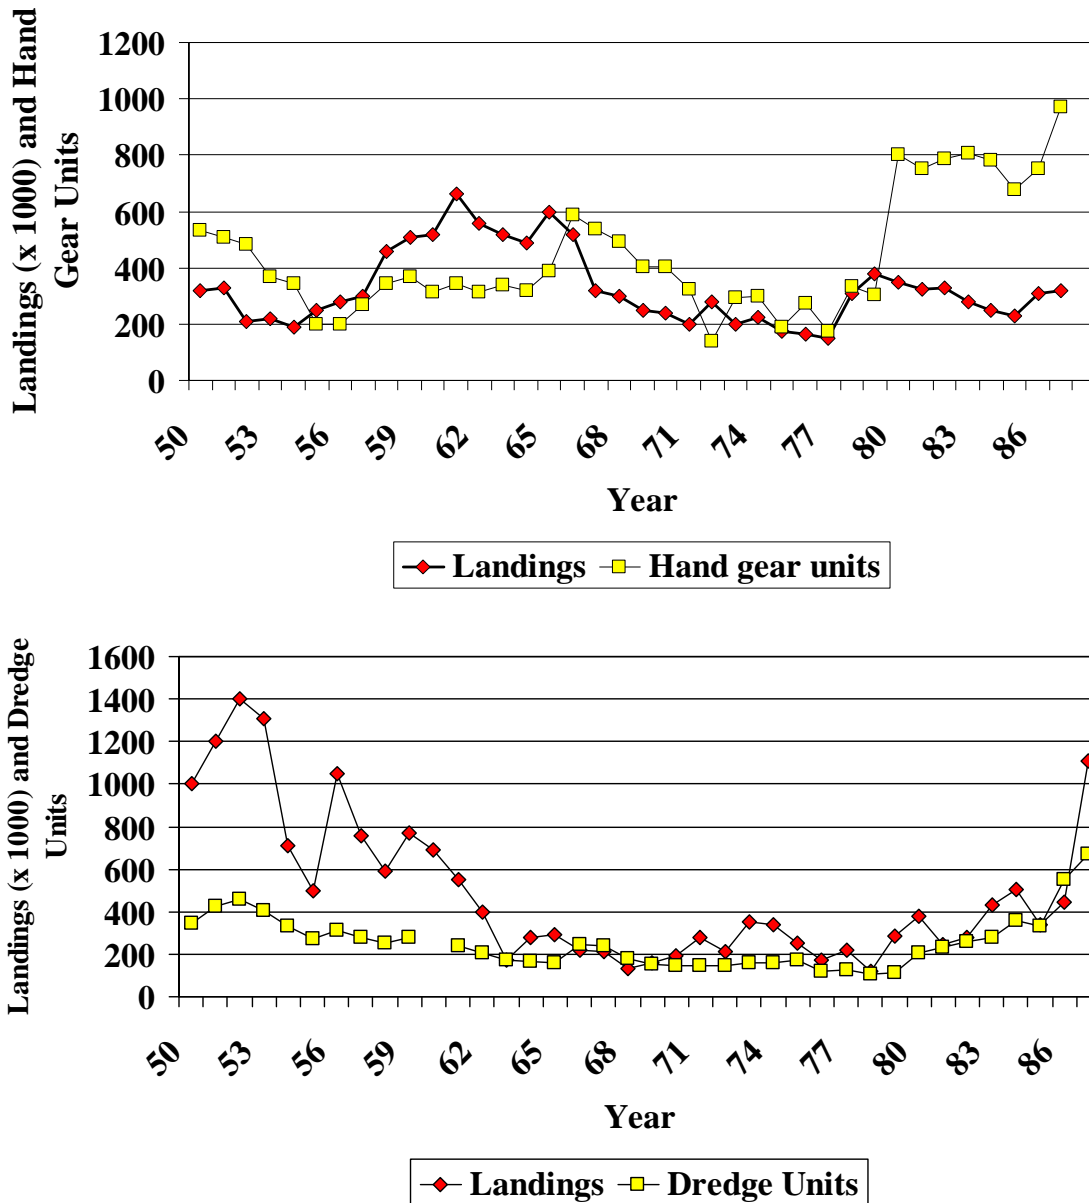 Landings (x 1000) and Hand
Gear Units
1200
1000
800
600
400
200
0
50 53 56 59 62 65 68 71 74 77 80 83 86
Year
Landings Hand gear units
Landings (x 1000) and Dredge
Units
1600
1400
1200
1000
800
600
400
200
0
50 53 56 59 62 65 68 71 74 77 80 83 86
Year
Landings Dredge Units